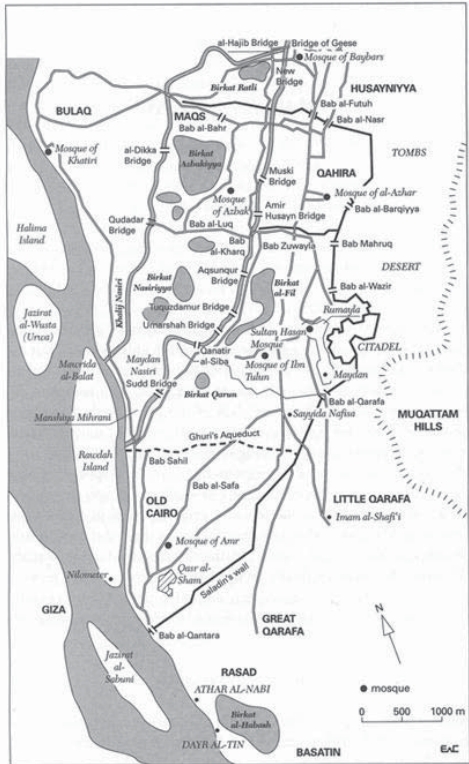 al-Hajib Bridge
Bridge of Geese
Mosque of Baybars
New
Bridge
HUSAYNIYYA
Birkat Ratli
BULAQ
MAQS
Bab al-Bahr
Bab al-Futuh
Bab al-Nasr
Mosque of
Khatiri
al-Dikka
Bridge
Birkat
Azbakiyya
TOMBS
Muski
Bridge
QAHIRA
Mosque
of Azbak
Mosque of al-Azhar
Bab al-Barqiyya
Halima
Island
Qudadar
Bridge
Bab al-Luq
Amir
Husayn Bridge
Bab
al-Kharq
Bab Zuwayla
Bab Mahruq
DESERT
Khalij Nasiri
Birkat
Nasiriyya
Aqsunqur
Bridge
Birkat
al-Fil
Bab al-Wazir
Jazirat
al-Wusta
(Urwa)
Tuquzdamur Bridge
Umarshah Bridge
Rumayla
Sultan Hasan
Mosque
CITADEL
Mawrida
al-Balat
Maydan
Nasiri
Qanatir
al-Siba
Mosque of Ibn
Tulun
Maydan
Sudd Bridge
Birkat Qarun
Bab al-Qarafa
MUQATTAM
HILLS
Manshiya Mihrani
Sayyida Nafisa
Rawdah
Island
Ghuri's Aqueduct
Bab Sahil
Bab al-Safa
LITTLE QARAFA
OLD
CAIRO
Imam al-Shafi'i
Mosque of Amr
Nilometer
Qasr al-
Sham
Saladin's wall
GIZA
GREAT
QARAFA
N
Bab al-Qantara
Jazirat
al-
Sabuni
RASAD
ATHAR AL-NABI
mosque
Birkat
al-Habash
0 500 1000 m
DAYR AL-TIN
BASATIN
EAC